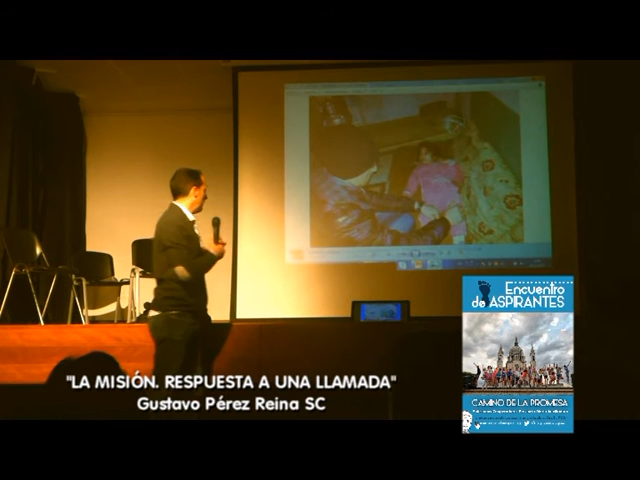 Encuentro
de ASPIRANTES
"LA MISIÓN. RESPUESTA A UNA LLAMADA"
Gustavo Pérez Reina SC
CAMINO DE LA PROMESA